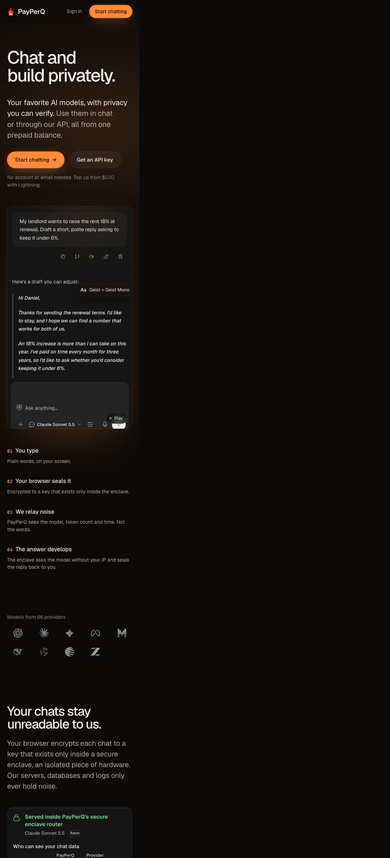 PayPerQ
Sign in
Start chatting
Chat and
build privately.
Your favorite AI models, with privacy
you can verify. Use them in chat
or through our API, all from one
prepaid balance.
Start chatting →
Get an API key
No account or email needed. Top up from $0.10
with Lightning.
My landlord wants to raise the rent 18% at
renewal. Draft a short, polite reply asking to
keep it under 6%.
Here's a draft you can adjust:
Aa Geist + Geist Mono
Hi Daniel,
Thanks for sending the renewal terms. I'd like
to stay, and I hope we can find a number that
works for both of us.
An 18% increase is more than I can take on this
year. I've paid on time every month for three
years, so I'd like to ask whether you'd consider
keeping it under 6%.
Ask anything...
Play
Claude Sonnet 5.5
01 You type
Plain words, on your screen.
02 Your browser seals it
Encrypted to a key that exists only inside the enclave.
03 We relay noise
PayPerQ sees the model, token count and time. Not
the words.
04 The answer develops
The enclave asks the model without your IP and seals
the reply back to you.
Models from 66 providers
Your chats stay
unreadable to us.
Your browser encrypts each chat to a
key that exists only inside a secure
enclave, an isolated piece of hardware.
Our servers, databases and logs only
ever hold noise.
Served inside PayPerQ's secure
enclave router
Claude Sonnet 5.5 Anon
Who can see your chat data
PayPerQ Provider